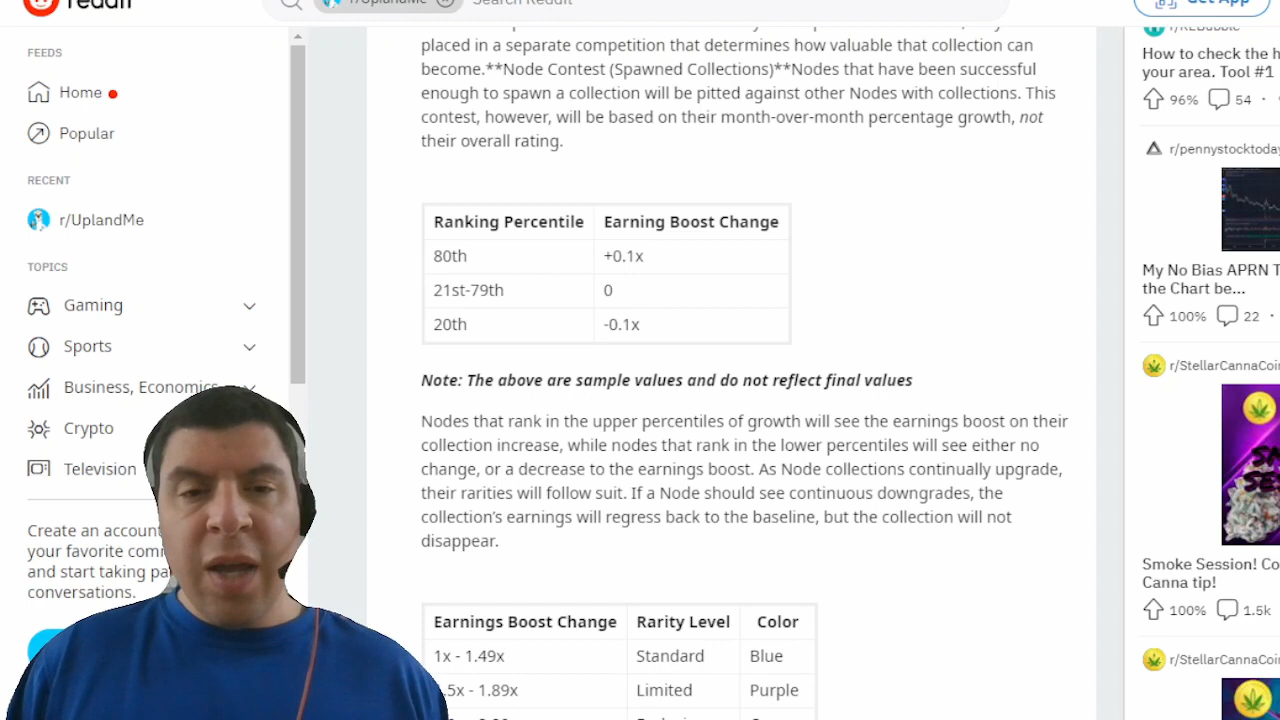 reddit
r/UplandMe
Search Reddit
Get App
FEEDS
Home
Popular
RECENT
r/UplandMe
TOPICS
Gaming
Sports
Business, Economics
Crypto
Television
Create an account
your favorite com
and start taking pa
conversations.
placed in a separate competition that determines how valuable that collection can
become.**Node Contest (Spawned Collections)**Nodes that have been successful
enough to spawn a collection will be pitted against other Nodes with collections. This
contest, however, will be based on their month-over-month percentage growth, not
their overall rating.
Ranking Percentile Earning Boost Change
80th +0.1x
21st-79th 0
20th -0.1x
Note: The above are sample values and do not reflect final values
Nodes that rank in the upper percentiles of growth will see the earnings boost on their
collection increase, while nodes that rank in the lower percentiles will see either no
change, or a decrease to the earnings boost. As Node collections continually upgrade,
their rarities will follow suit. If a Node should see continuous downgrades, the
collection's earnings will regress back to the baseline, but the collection will not
disappear.
Earnings Boost Change Rarity Level Color
1x - 1.49x Standard Blue
.5x - 1.89x Limited Purple
How to check the h
your area. Tool #1
96% 54 ·
r/pennystocktoday
My No Bias APRN T
the Chart be...
100% 22 ·
r/StellarCannaCoin
Smoke Session! Co
Canna tip!
100% 1.5k
r/StellarCannaCoin